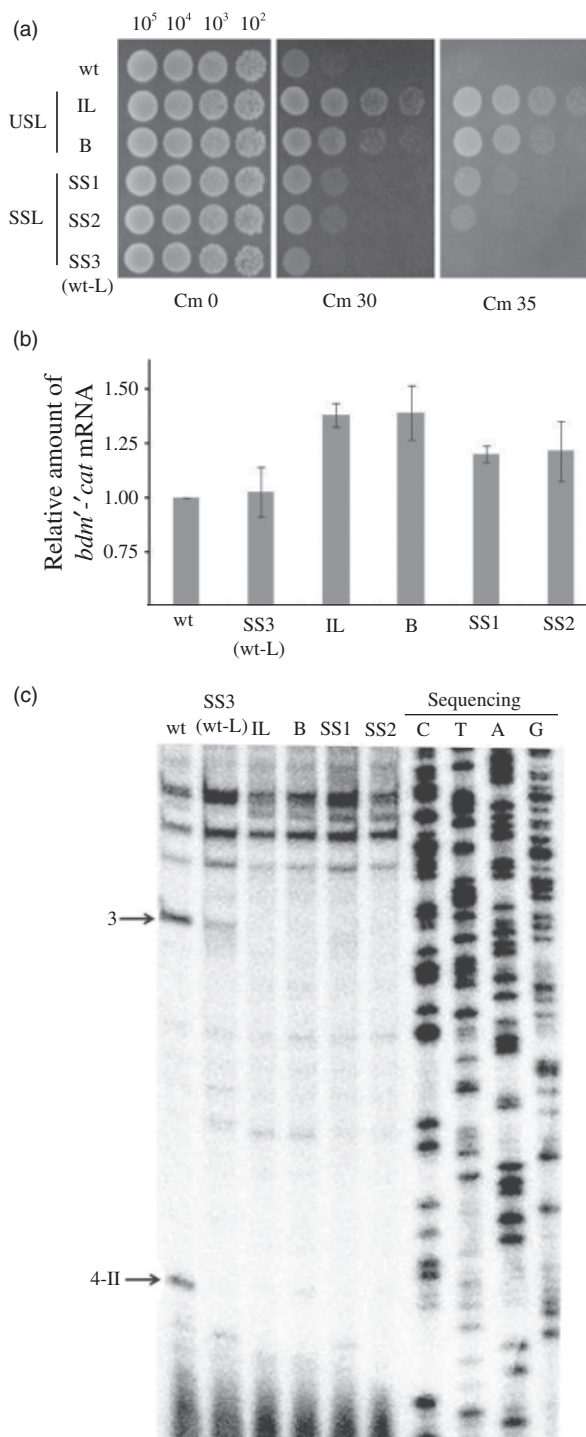 (a)
10⁵ 10⁴ 10³ 10²
wt
USL
IL
B
SSL
SS1
SS2
SS3
(wt-L)
Cm 0 Cm 30 Cm 35
(b)
Relative amount of
bdm′-′cat mRNA
1.50
1.25
1.00
0.75
wt SS3 IL B SS1 SS2
(wt-L)
(c)
SS3 Sequencing
wt (wt-L) IL B SS1 SS2 C T A G
3
4-II